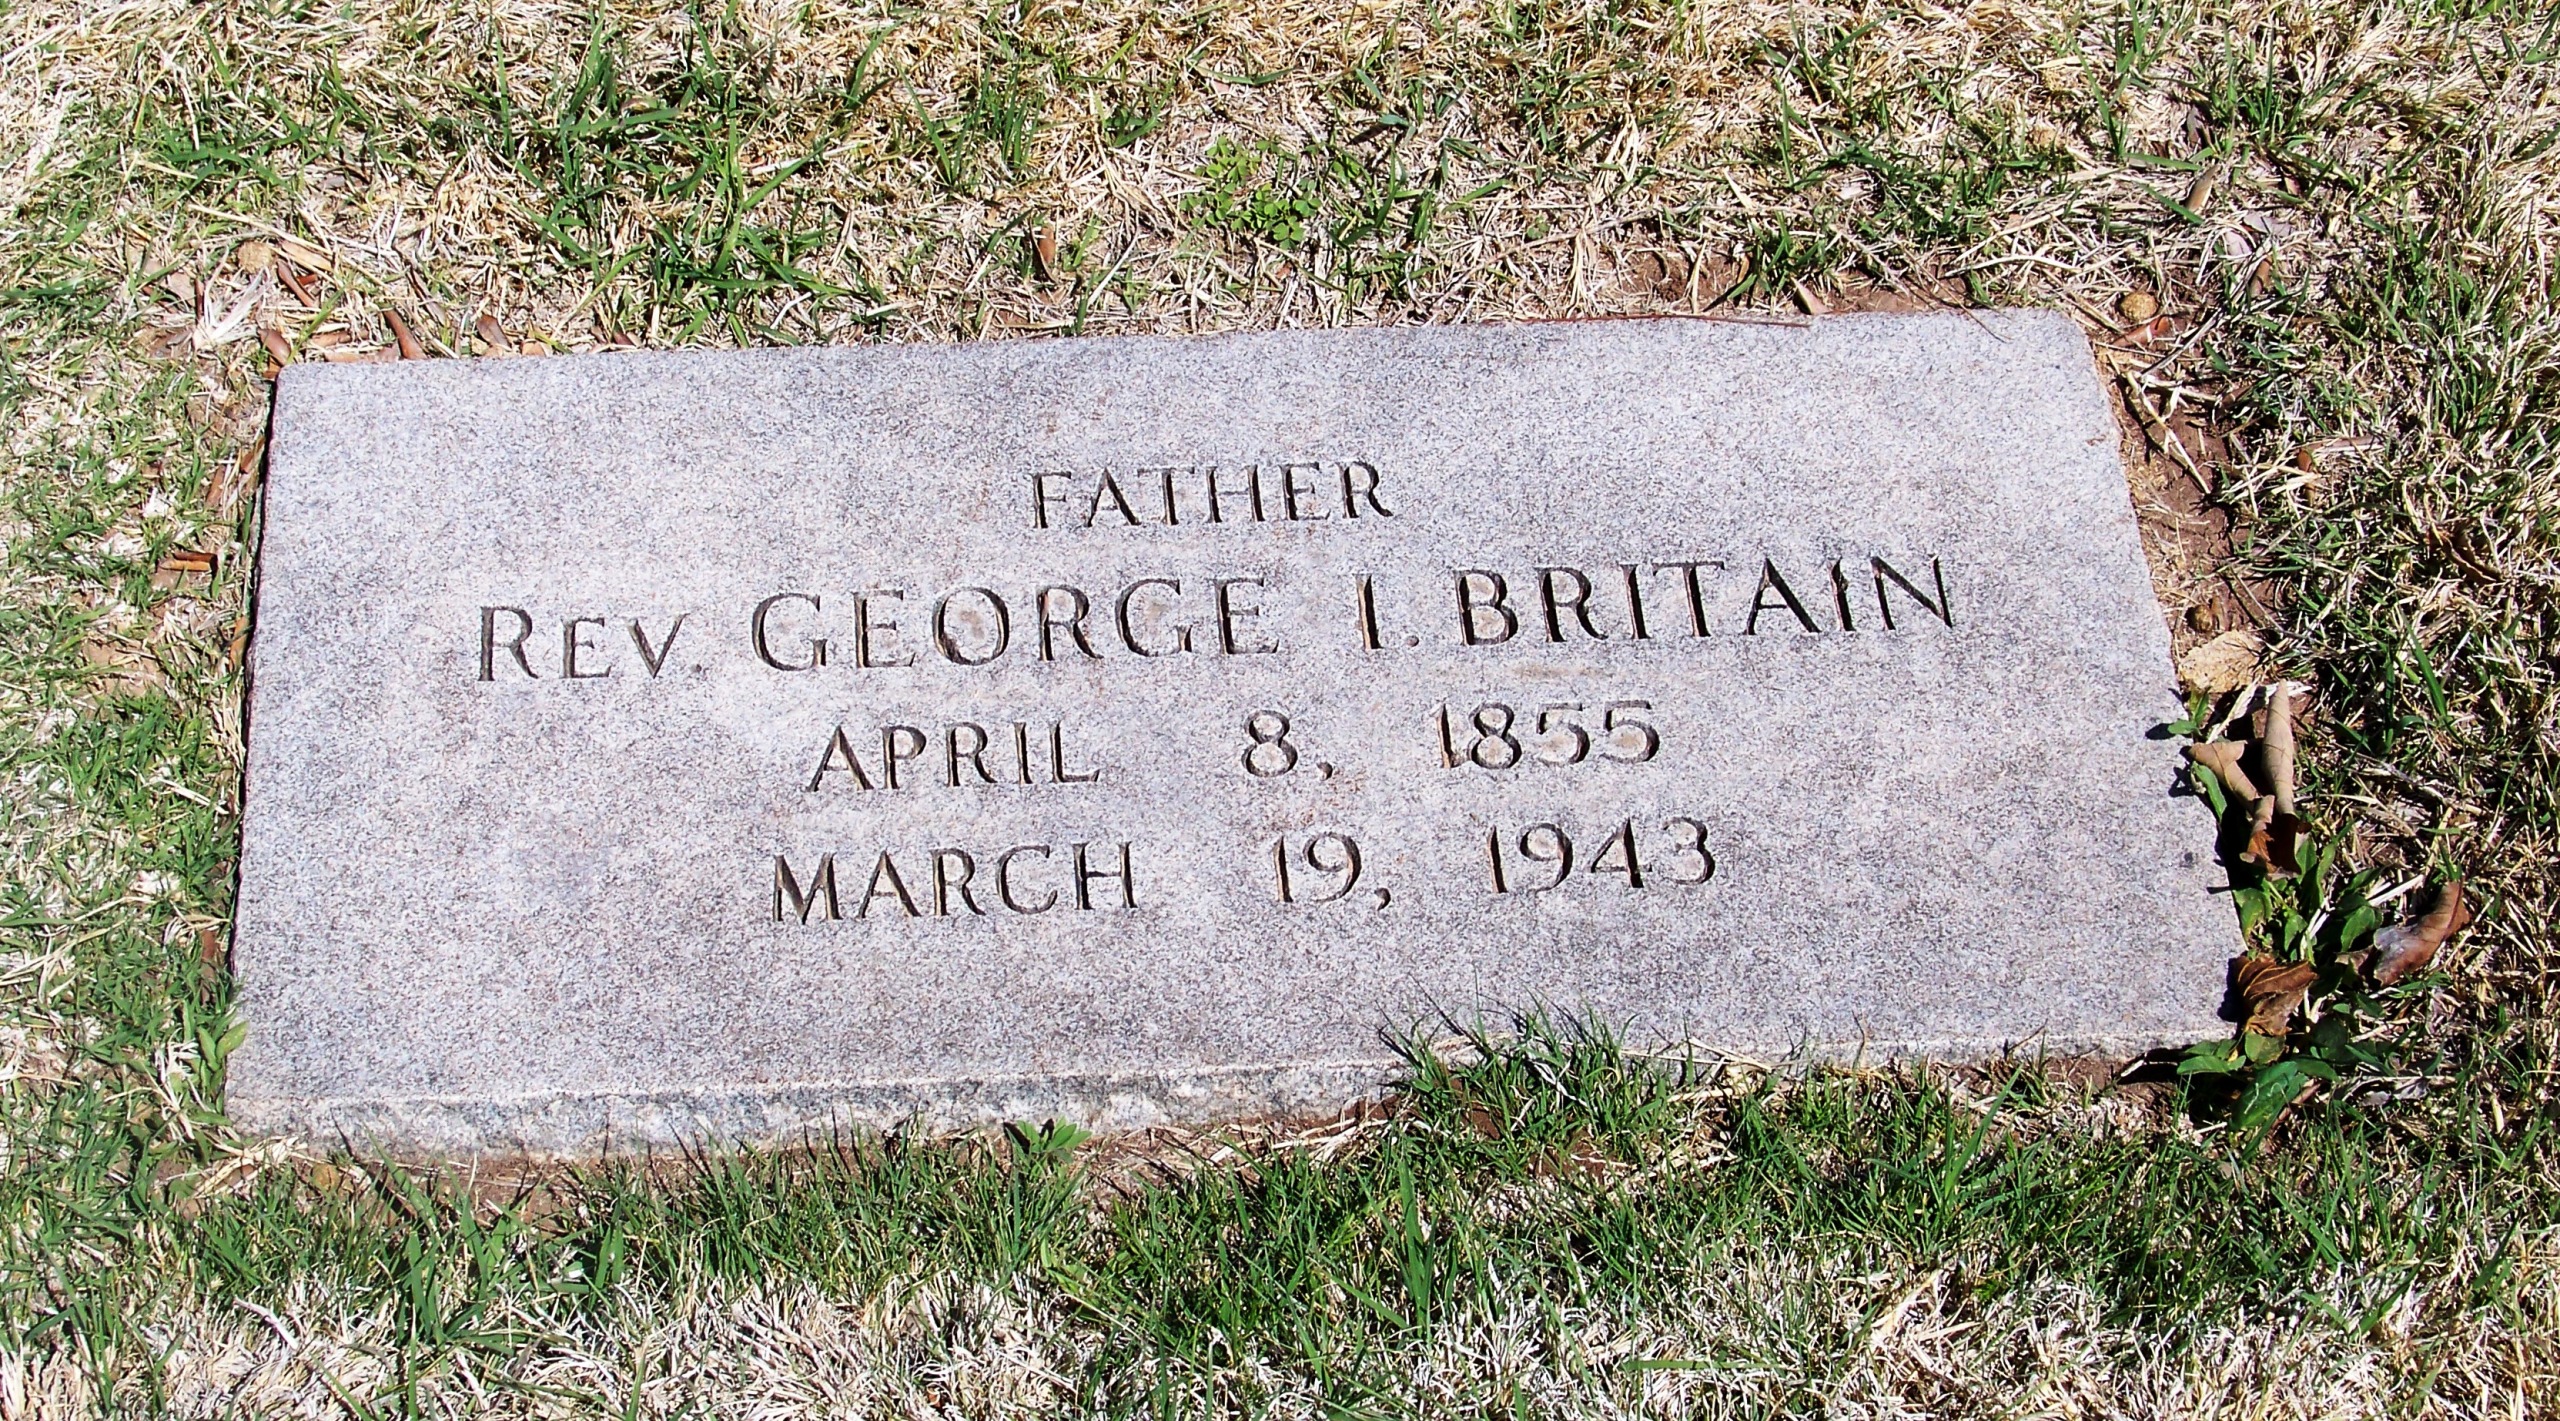 FATHER
REV GEORGE I. BRITAIN
APRIL 8, 1855
MARCH 19, 1943